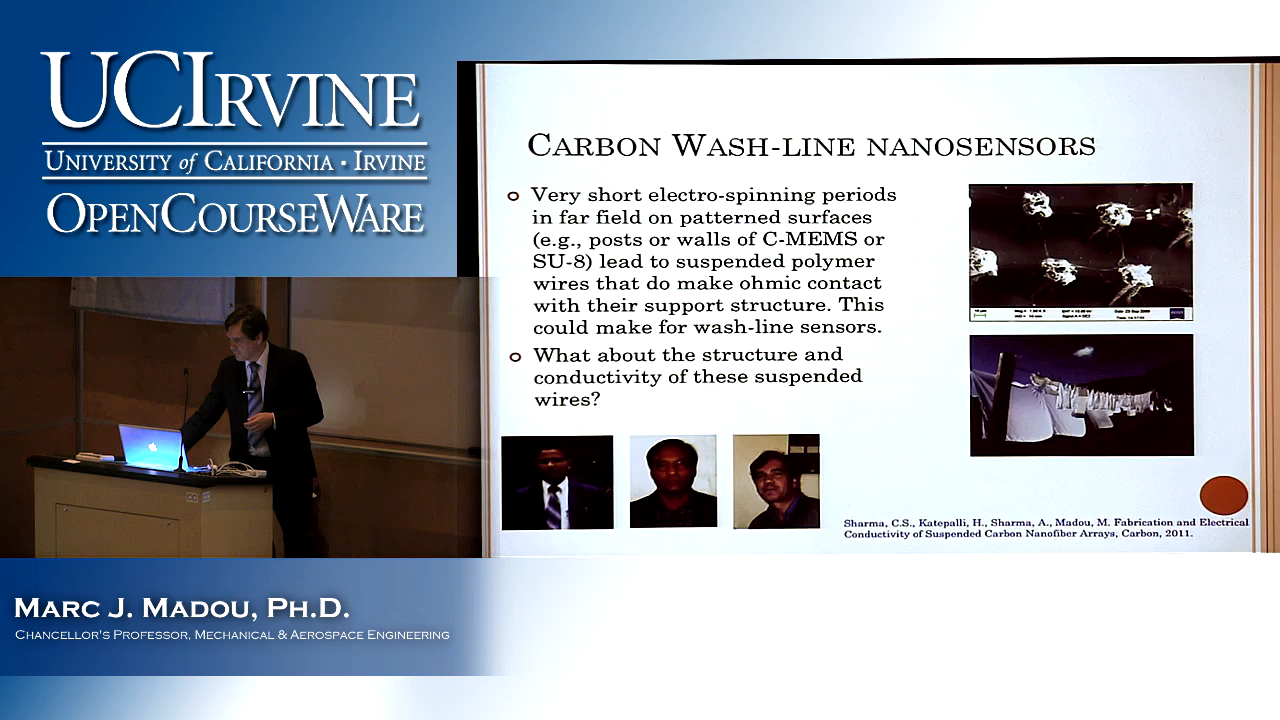 UCIRVINE
UNIVERSITY of CALIFORNIA · IRVINE
OPENCOURSEWARE
CARBON WASH-LINE NANOSENSORS
Very short electro-spinning periods
in far field on patterned surfaces
(e.g., posts or walls of C-MEMS or
SU-8) lead to suspended polymer
wires that do make ohmic contact
with their support structure. This
could make for wash-line sensors.
What about the structure and
conductivity of these suspended
wires?
Sharma, C.S., Katepalli, H., Sharma, A., Madou, M. Fabrication and Electrical
Conductivity of Suspended Carbon Nanofiber Arrays, Carbon, 2011.
MARC J. MADOU, PH.D.
CHANCELLOR'S PROFESSOR, MECHANICAL & AEROSPACE ENGINEERING